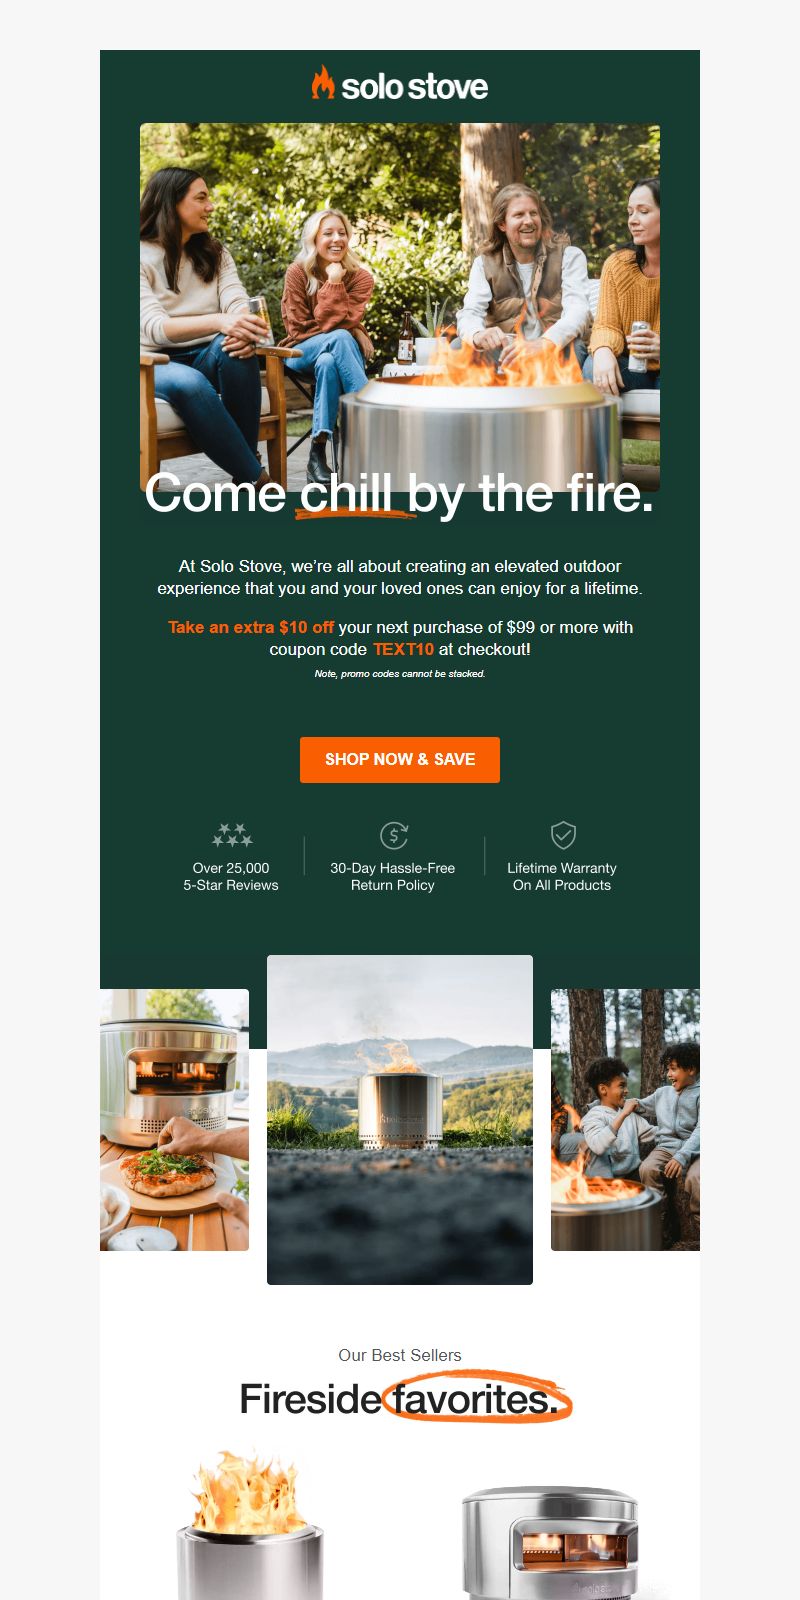 solo stove
Come chill by the fire.
At Solo Stove, we’re all about creating an elevated outdoor
experience that you and your loved ones can enjoy for a lifetime.
Take an extra $10 off your next purchase of $99 or more with
coupon code TEXT10 at checkout!
Note, promo codes cannot be stacked.
SHOP NOW & SAVE
Over 25,000
5-Star Reviews
30-Day Hassle-Free
Return Policy
Lifetime Warranty
On All Products
Our Best Sellers
Fireside favorites.